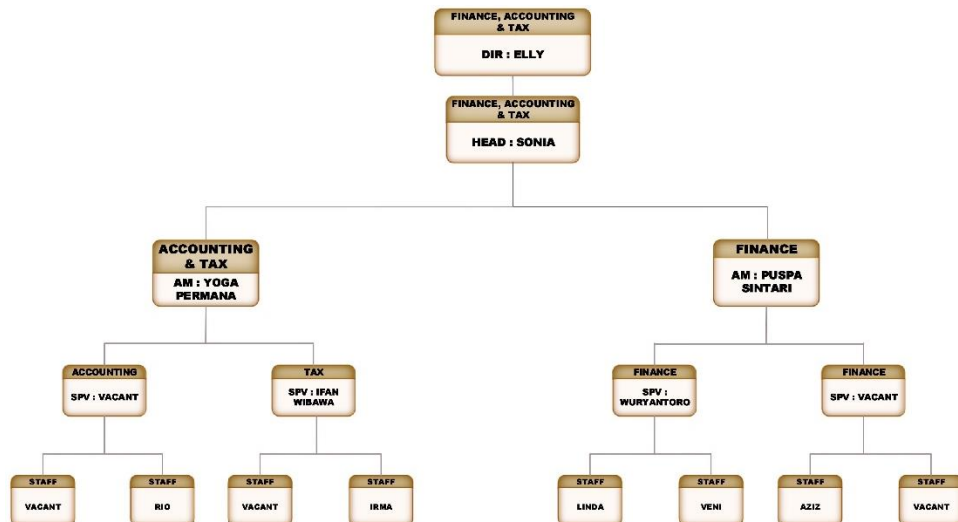 FINANCE, ACCOUNTING
& TAX
DIR : ELLY
FINANCE, ACCOUNTING
& TAX
HEAD : SONIA
ACCOUNTING
& TAX
AM : YOGA
PERMANA
FINANCE
AM : PUSPA
SINTARI
ACCOUNTING
SPV : VACANT
TAX
SPV : IFAN
WIBAWA
FINANCE
SPV :
WURYANTORO
FINANCE
SPV : VACANT
STAFF
VACANT
STAFF
RIO
STAFF
VACANT
STAFF
IRMA
STAFF
LINDA
STAFF
VENI
STAFF
AZIZ
STAFF
VACANT